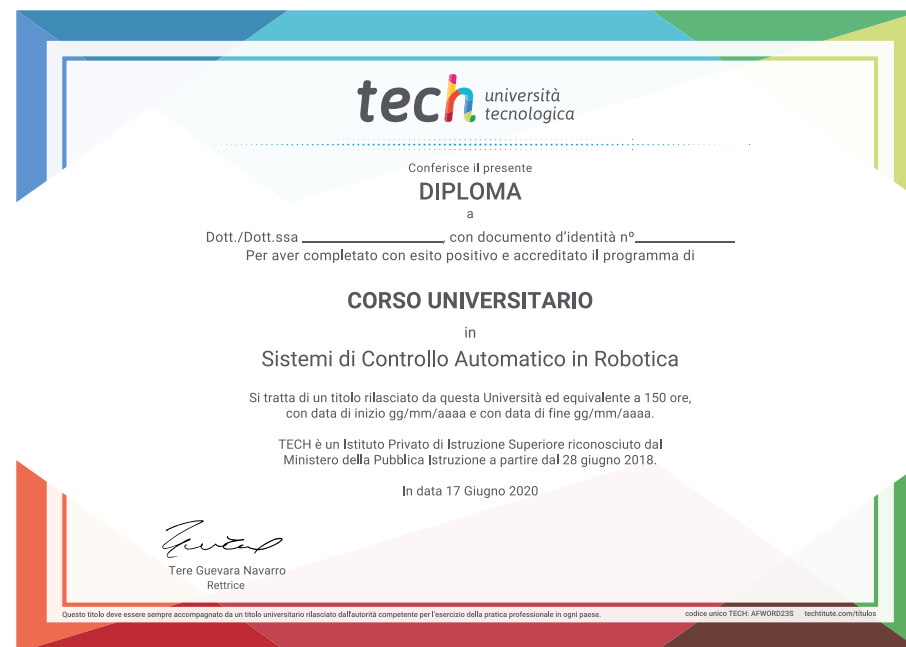 tech università
tecnologica
Conferisce il presente
DIPLOMA
a
Dott./Dott.ssa ____________________, con documento d'identità nº______________
Per aver completato con esito positivo e accreditato il programma di
CORSO UNIVERSITARIO
in
Sistemi di Controllo Automatico in Robotica
Si tratta di un titolo rilasciato da questa Università ed equivalente a 150 ore,
con data di inizio gg/mm/aaaa e con data di fine gg/mm/aaaa.
TECH è un Istituto Privato di Istruzione Superiore riconosciuto dal
Ministero della Pubblica Istruzione a partire dal 28 giugno 2018.
In data 17 Giugno 2020
Tere Guevara Navarro
Rettrice
Questo titolo deve essere sempre accompagnato da un titolo universitario rilasciato dall'autorità competente per l'esercizio della pratica professionale in ogni paese.
codice unico TECH: AFWORD23S techtitute.com/titulos